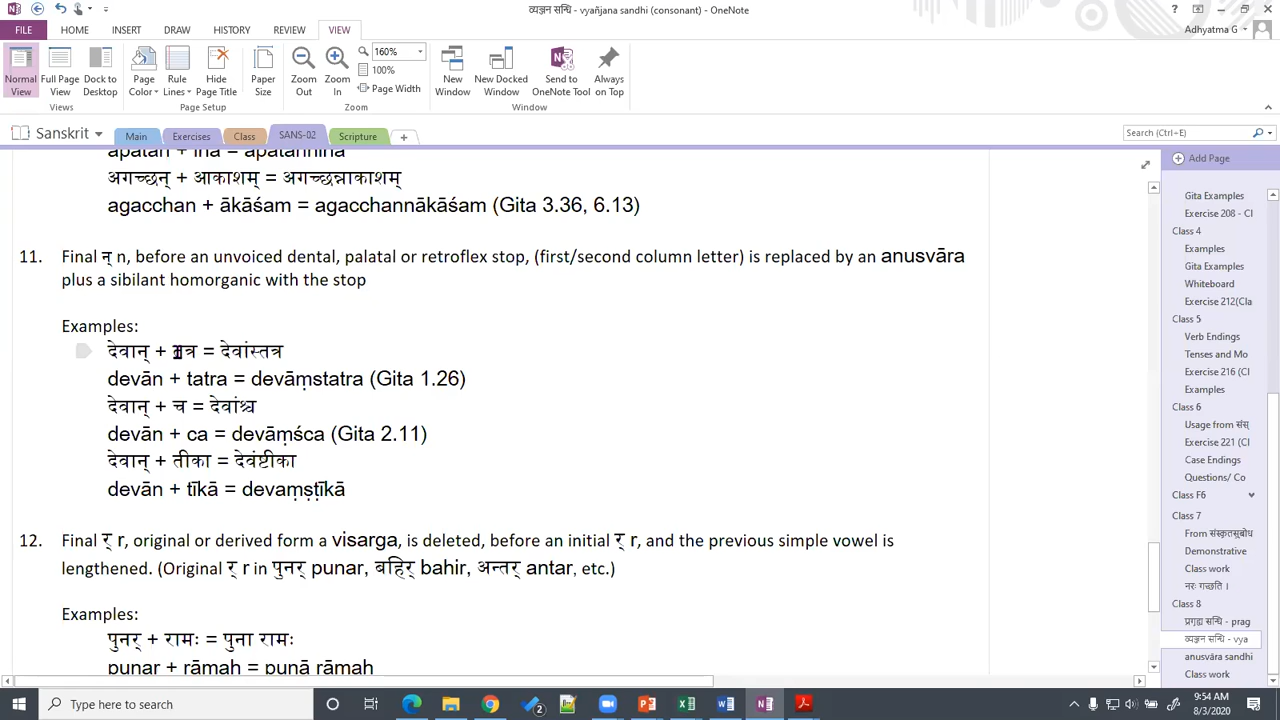 व्यञ्जन सन्धि - vyañjana sandhi (consonant) - OneNote
FILE HOME INSERT DRAW HISTORY REVIEW VIEW Adhyatma G
160%
100%
Page Width
Normal View Full Page View Dock to Desktop Page Color Rule Lines Hide Page Title Paper Size Zoom Out Zoom In New Window New Docked Window Send to OneNote Tool Always on Top
Views Page Setup Zoom Window
Sanskrit Main Exercises Class SANS-02 Scripture Search (Ctrl+E)
Add Page
apatan + iha = apatanniha
अगच्छन् + आकाशम् = अगच्छन्नाकाशम्
agacchan + ākāśam = agacchannākāśam (Gita 3.36, 6.13)
11. Final न् n, before an unvoiced dental, palatal or retroflex stop, (first/second column letter) is replaced by an anusvāra
plus a sibilant homorganic with the stop
Examples:
देवान् + तत्र = देवांस्तत्र
devān + tatra = devāṃstatra (Gita 1.26)
देवान् + च = देवांश्च
devān + ca = devāṃśca (Gita 2.11)
देवान् + तीका = देवंष्टीका
devān + tīkā = devaṃṣṭīkā
12. Final र् r, original or derived form a visarga, is deleted, before an initial र् r, and the previous simple vowel is
lengthened. (Original र् r in पुनर् punar, बहिर् bahir, अन्तर् antar, etc.)
Examples:
पुनर् + रामः = पुना रामः
punar + rāmaḥ = punā rāmaḥ
Gita Examples
Exercise 208 - Cl
Class 4
Examples
Gita Examples
Whiteboard
Exercise 212(Cla
Class 5
Verb Endings
Tenses and Mo
Exercise 216 (Cl
Examples
Class 6
Usage from संस्
Exercise 221 (Cl
Case Endings
Questions/ Co
Class F6
Class 7
From संस्कृतसुबोध
Demonstrative
Class work
नरः गच्छति ।
Class 8
प्रगृह्य सन्धि - prag
व्यञ्जन सन्धि - vya
anusvāra sandhi
Class work
Type here to search
2
9:54 AM
8/3/2020